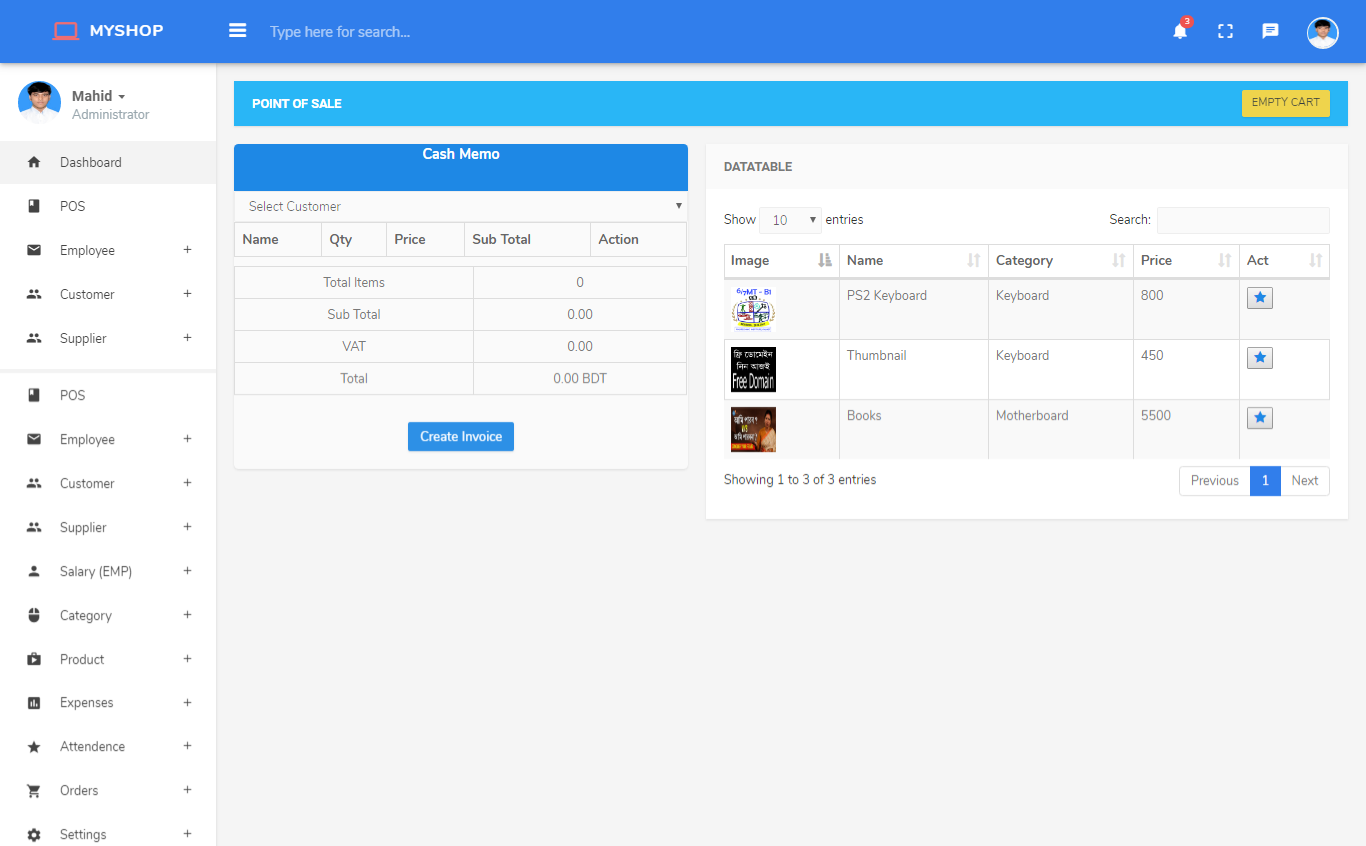 MYSHOP
Type here for search...
3
Mahid
Administrator
Dashboard
POS
Employee +
Customer +
Supplier +
POS
Employee +
Customer +
Supplier +
Salary (EMP) +
Category +
Product +
Expenses +
Attendence +
Orders +
Settings +
POINT OF SALE
EMPTY CART
Cash Memo
Select Customer
Name Qty Price Sub Total Action
Total Items 0
Sub Total 0.00
VAT 0.00
Total 0.00 BDT
Create Invoice
DATATABLE
Show 10 entries Search:
Image Name Category Price Act
6/7MT - B1
PS2 Keyboard Keyboard 800
ফ্রি ডোমেইন
নিন আজই
Free Domain
Thumbnail Keyboard 450
Books Motherboard 5500
Showing 1 to 3 of 3 entries
Previous 1 Next